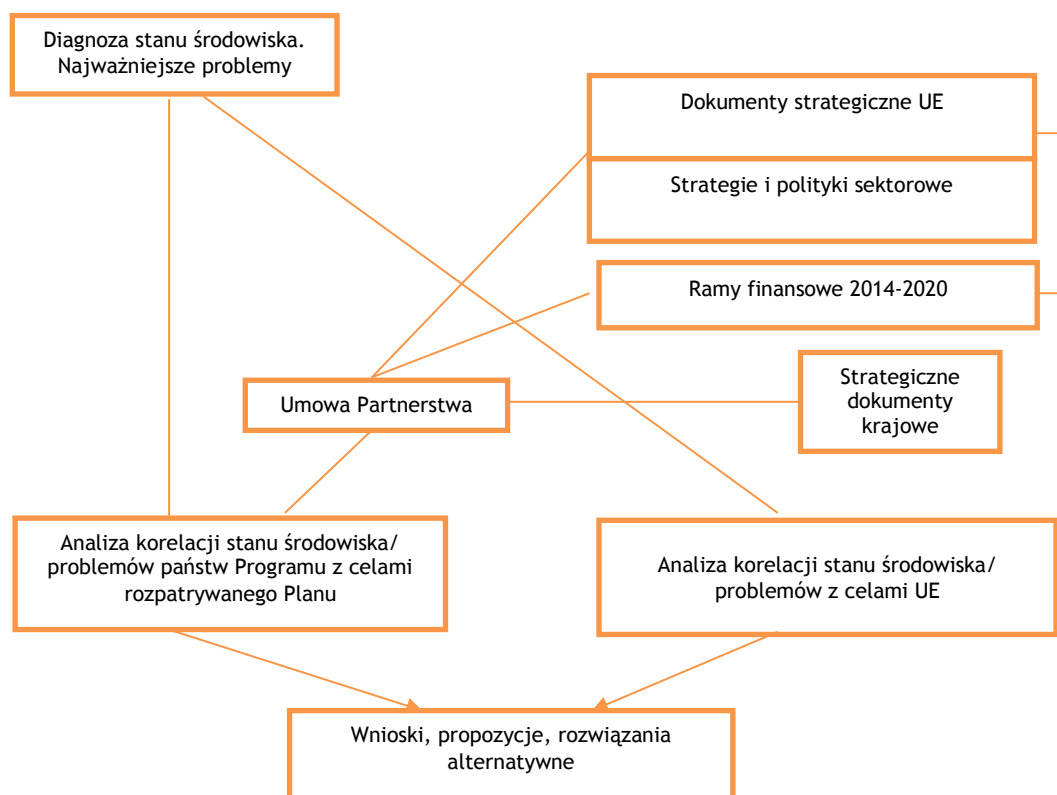 Diagnoza stanu środowiska.
Najważniejsze problemy
Dokumenty strategiczne UE
Strategie i polityki sektorowe
Ramy finansowe 2014-2020
Umowa Partnerstwa
Strategiczne
dokumenty
krajowe
Analiza korelacji stanu środowiska/
problemów państw Programu z celami
rozpatrywanego Planu
Analiza korelacji stanu środowiska/
problemów z celami UE
Wnioski, propozycje, rozwiązania
alternatywne